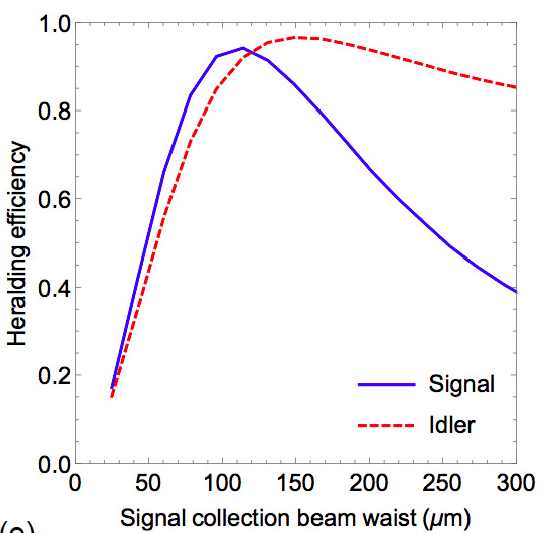 1.0
0.8
0.6
0.4
0.2
0.0
Heralding efficiency
Signal
Idler
0 50 100 150 200 250 300
Signal collection beam waist (μm)